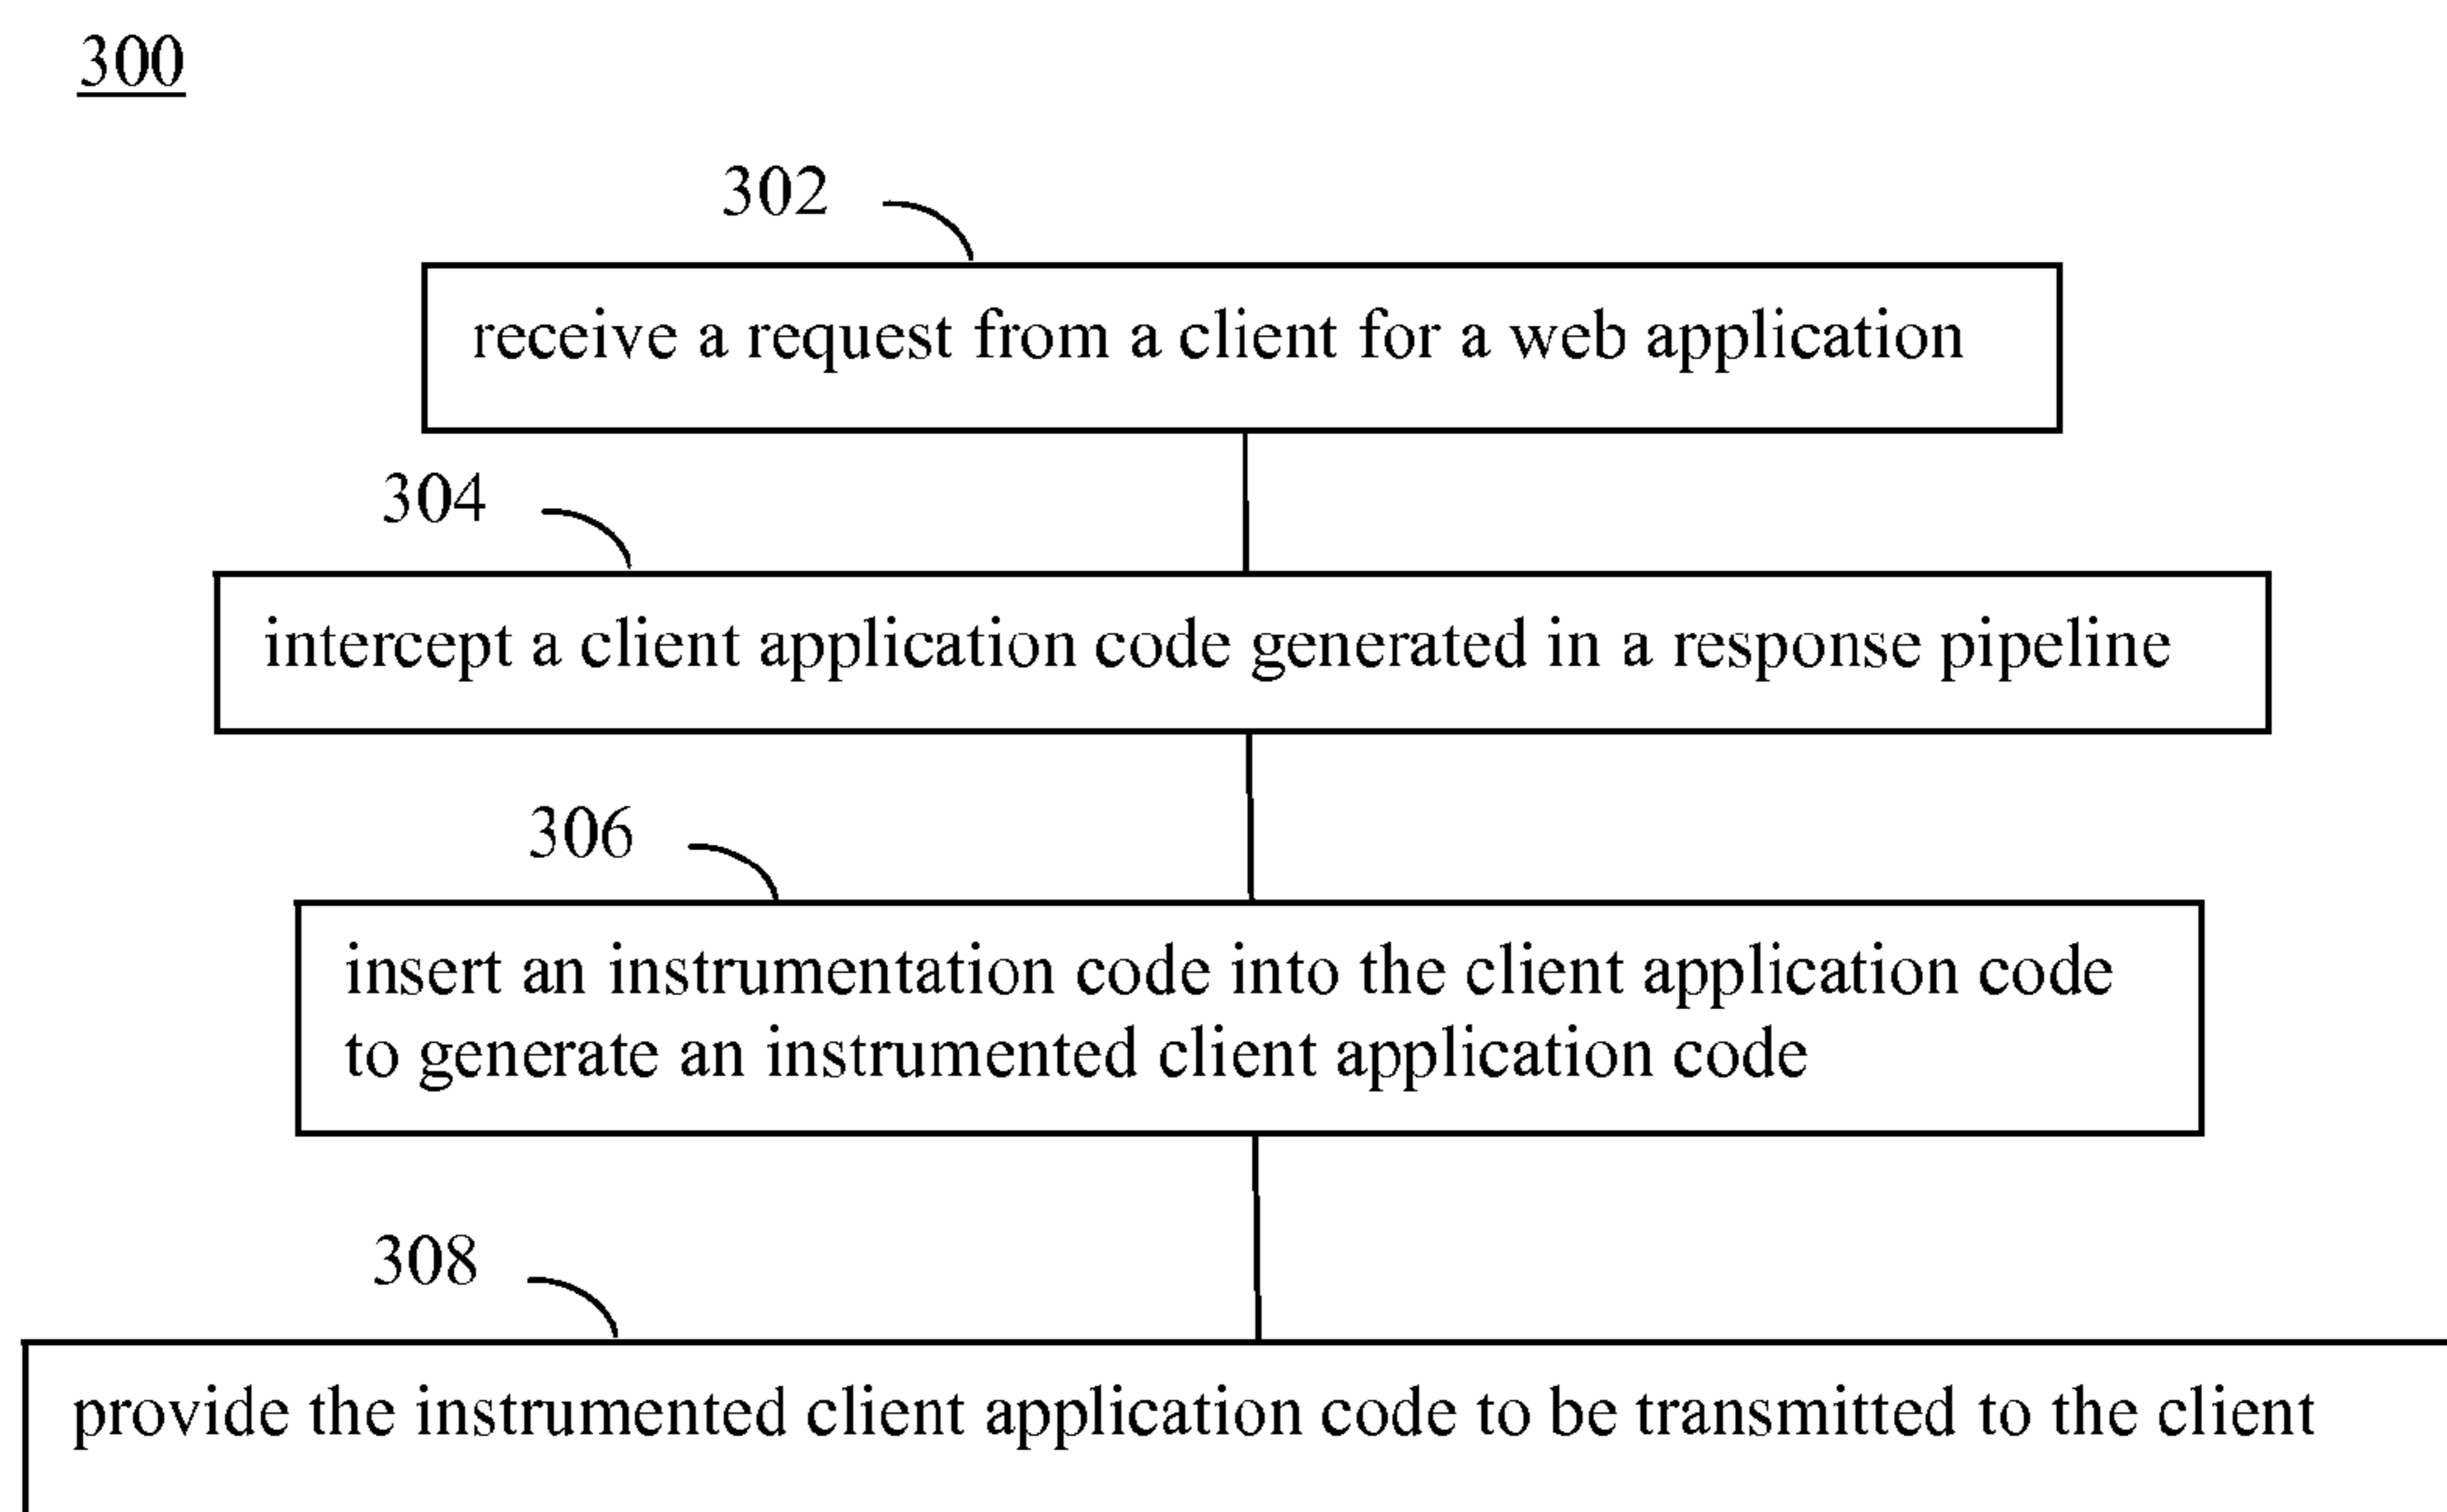 300
302
receive a request from a client for a web application
304
intercept a client application code generated in a response pipeline
306
insert an instrumentation code into the client application code
to generate an instrumented client application code
308
provide the instrumented client application code to be transmitted to the client